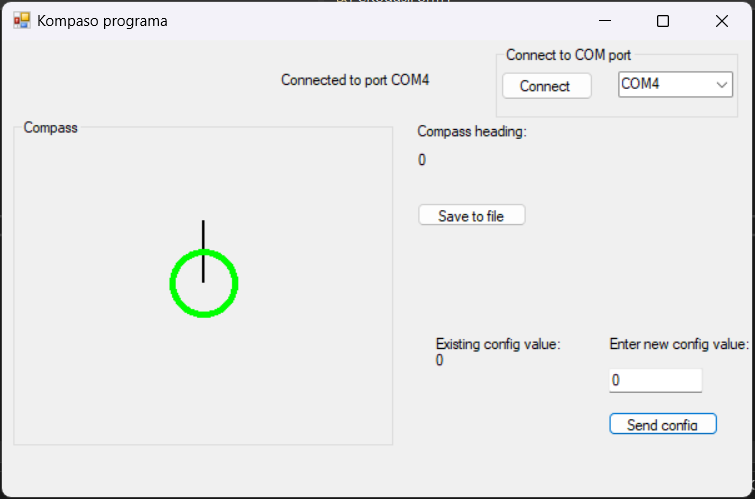 Kompaso programa
Connect to COM port
Connected to port COM4
Connect
COM4
Compass
Compass heading:
0
Save to file
Existing config value:
0
Enter new config value:
0
Send config